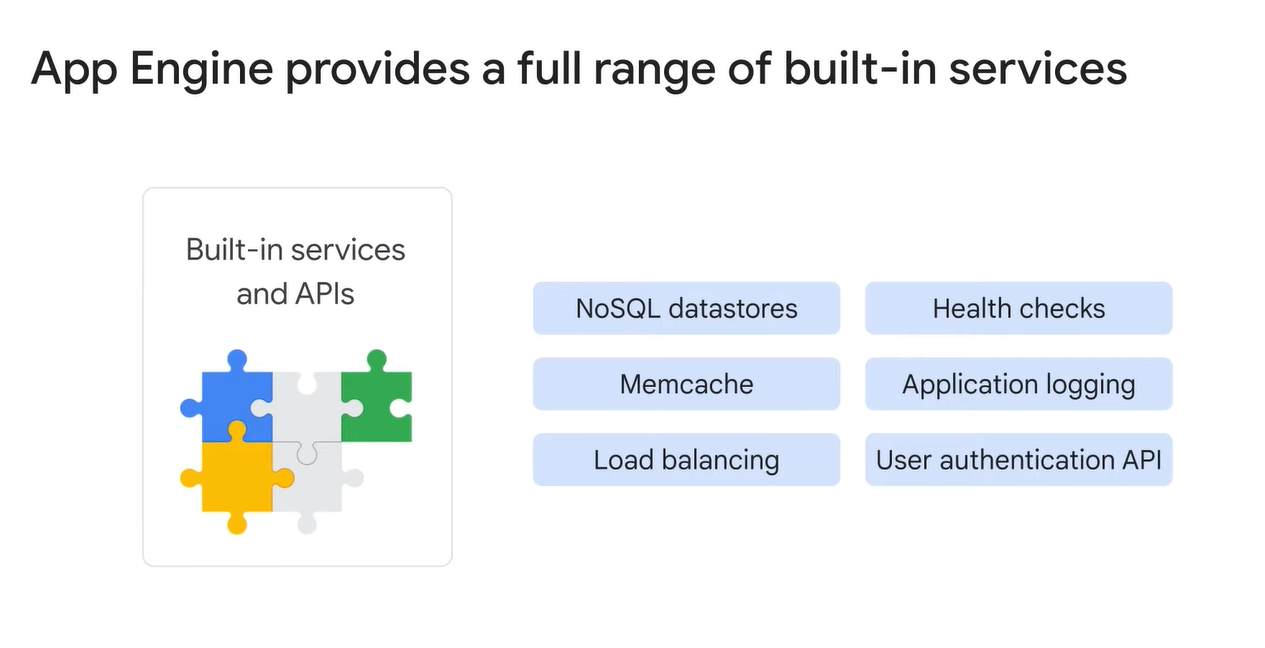 App Engine provides a full range of built-in services
Built-in services
and APIs
NoSQL datastores
Health checks
Memcache
Application logging
Load balancing
User authentication API